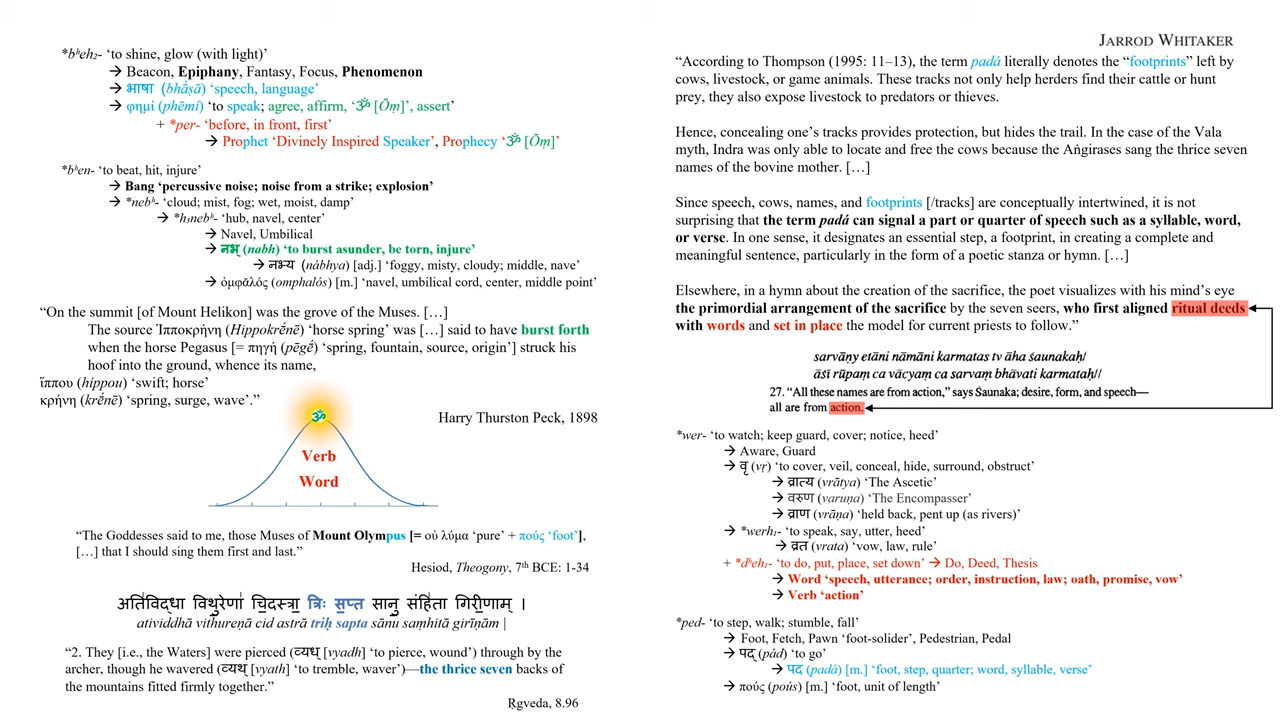 *bʰeh₂- ‘to shine, glow (with light)’
→ Beacon, Epiphany, Fantasy, Focus, Phenomenon
→ भाषा (bhā́ṣā) ‘speech, language’
→ φημί (phēmí) ‘to speak; agree, affirm, ‘ॐ [Ōṃ]’, assert’
+ *per- ‘before, in front, first’
→ Prophet ‘Divinely Inspired Speaker’, Prophecy ‘ॐ [Ōṃ]’
*bʰen- ‘to beat, hit, injure’
→ Bang ‘percussive noise; noise from a strike; explosion’
→ *nebʰ- ‘cloud; mist, fog; wet, moist, damp’
→ *h₃nebʰ- ‘hub, navel, center’
→ Navel, Umbilical
→ नभ् (nabh) ‘to burst asunder, be torn, injure’
→ नभ्य (nábhya) [adj.] ‘foggy, misty, cloudy; middle, nave’
→ ὀμφᾰλός (omphalós) [m.] ‘navel, umbilical cord, center, middle point’
“On the summit [of Mount Helikon] was the grove of the Muses. […]
The source Ἱπποκρήνη (Hippokrḗnē) ‘horse spring’ was […] said to have burst forth
when the horse Pegasus [= πηγή (pēgḗ) ‘spring, fountain, source, origin’] struck his
hoof into the ground, whence its name,
ἵππου (híppou) ‘swift; horse’
κρήνη (krḗnē) ‘spring, surge, wave’.”
Harry Thurston Peck, 1898
ॐ
Verb
Word
“The Goddesses said to me, those Muses of Mount Olympus [= οὐ λύμα ‘pure’ + πούς ‘foot’],
[…] that I should sing them first and last.”
Hesiod, Theogony, 7th BCE: 1-34
अति॑विद्धा विथु॒रेणा॑ चि॒दस्त्रा॒ त्रिः स॒प्त सानु॒ संहि॑ता गिरी॒णाम् ।
atividdhā vithureṇā cid astrā triḥ sapta sānu saṃhitā girīṇām |
“2. They [i.e., the Waters] were pierced (व्यध् [vyadh] ‘to pierce, wound’) through by the
archer, though he wavered (व्यथ् [vyath] ‘to tremble, waver’)—the thrice seven backs of
the mountains fitted firmly together.”
Ṛgveda, 8.96
JARROD WHITAKER
“According to Thompson (1995: 11–13), the term padá literally denotes the “footprints” left by
cows, livestock, or game animals. These tracks not only help herders find their cattle or hunt
prey, they also expose livestock to predators or thieves.
Hence, concealing one’s tracks provides protection, but hides the trail. In the case of the Vala
myth, Indra was only able to locate and free the cows because the Aṅgirases sang the thrice seven
names of the bovine mother. […]
Since speech, cows, names, and footprints [/tracks] are conceptually intertwined, it is not
surprising that the term padá can signal a part or quarter of speech such as a syllable, word,
or verse. In one sense, it designates an essential step, a footprint, in creating a complete and
meaningful sentence, particularly in the form of a poetic stanza or hymn. […]
Elsewhere, in a hymn about the creation of the sacrifice, the poet visualizes with his mind’s eye
the primordial arrangement of the sacrifice by the seven seers, who first aligned ritual deeds
with words and set in place the model for current priests to follow.”
sarvāṇy etāni nāmāni karmatas tv āha śaunakaḥ/
āśī rūpaṃ ca vācyaṃ ca sarvaṃ bhavati karmataḥ//
27. “All these names are from action,” says Śaunaka; desire, form, and speech—
all are from action.
*wer- ‘to watch; keep guard, cover; notice, heed’
→ Aware, Guard
→ वृ (vṛ) ‘to cover, veil, conceal, hide, surround, obstruct’
→ व्रात्य (vrātya) ‘The Ascetic’
→ वरुण (varuṇa) ‘The Encompasser’
→ व्राण (vrāṇa) ‘held back, pent up (as rivers)’
→ *werh₁- ‘to speak, say, utter, heed’
→ व्रत (vrata) ‘vow, law, rule’
+ *dʰeh₁- ‘to do, put, place, set down’ → Do, Deed, Thesis
→ Word ‘speech, utterance; order, instruction, law; oath, promise, vow’
→ Verb ‘action’
*ped- ‘to step, walk; stumble, fall’
→ Foot, Fetch, Pawn ‘foot-solider’, Pedestrian, Pedal
→ पद् (pád) ‘to go’
→ पद (padá) [m.] ‘foot, step, quarter; word, syllable, verse’
→ πούς (poús) [m.] ‘foot, unit of length’